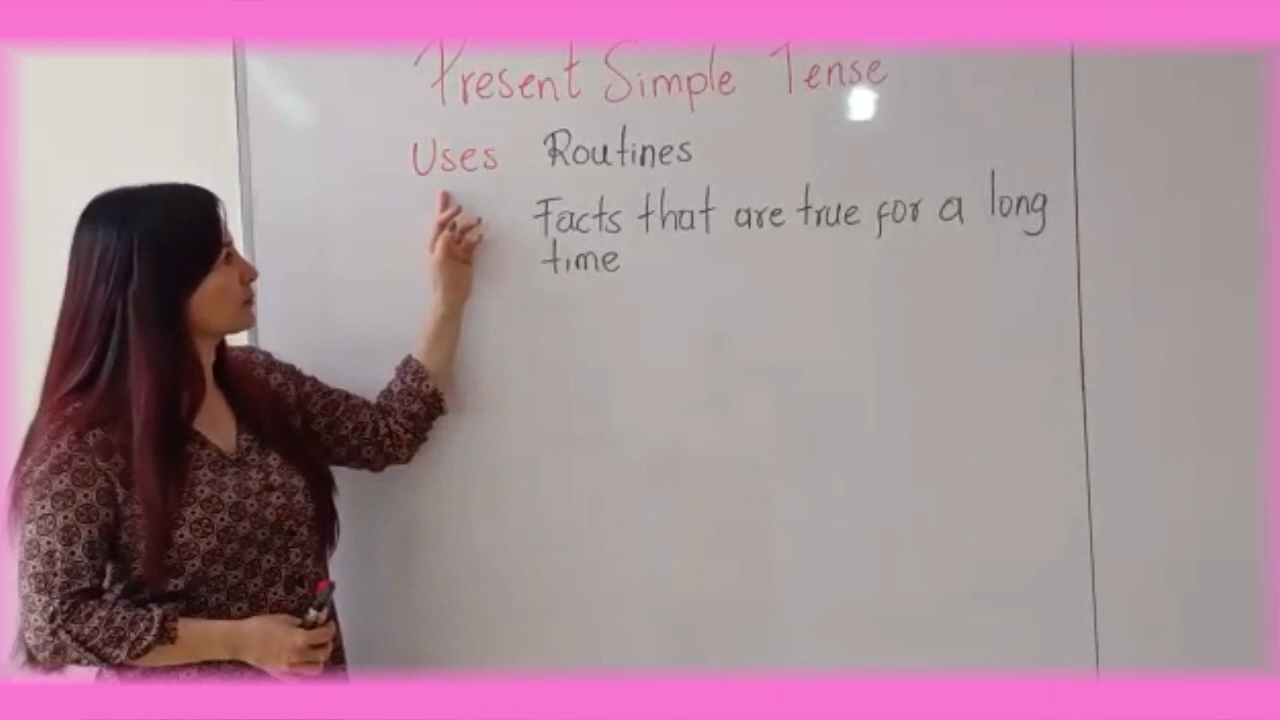 Present Simple Tense
Uses Routines
Facts that are true for a long
time